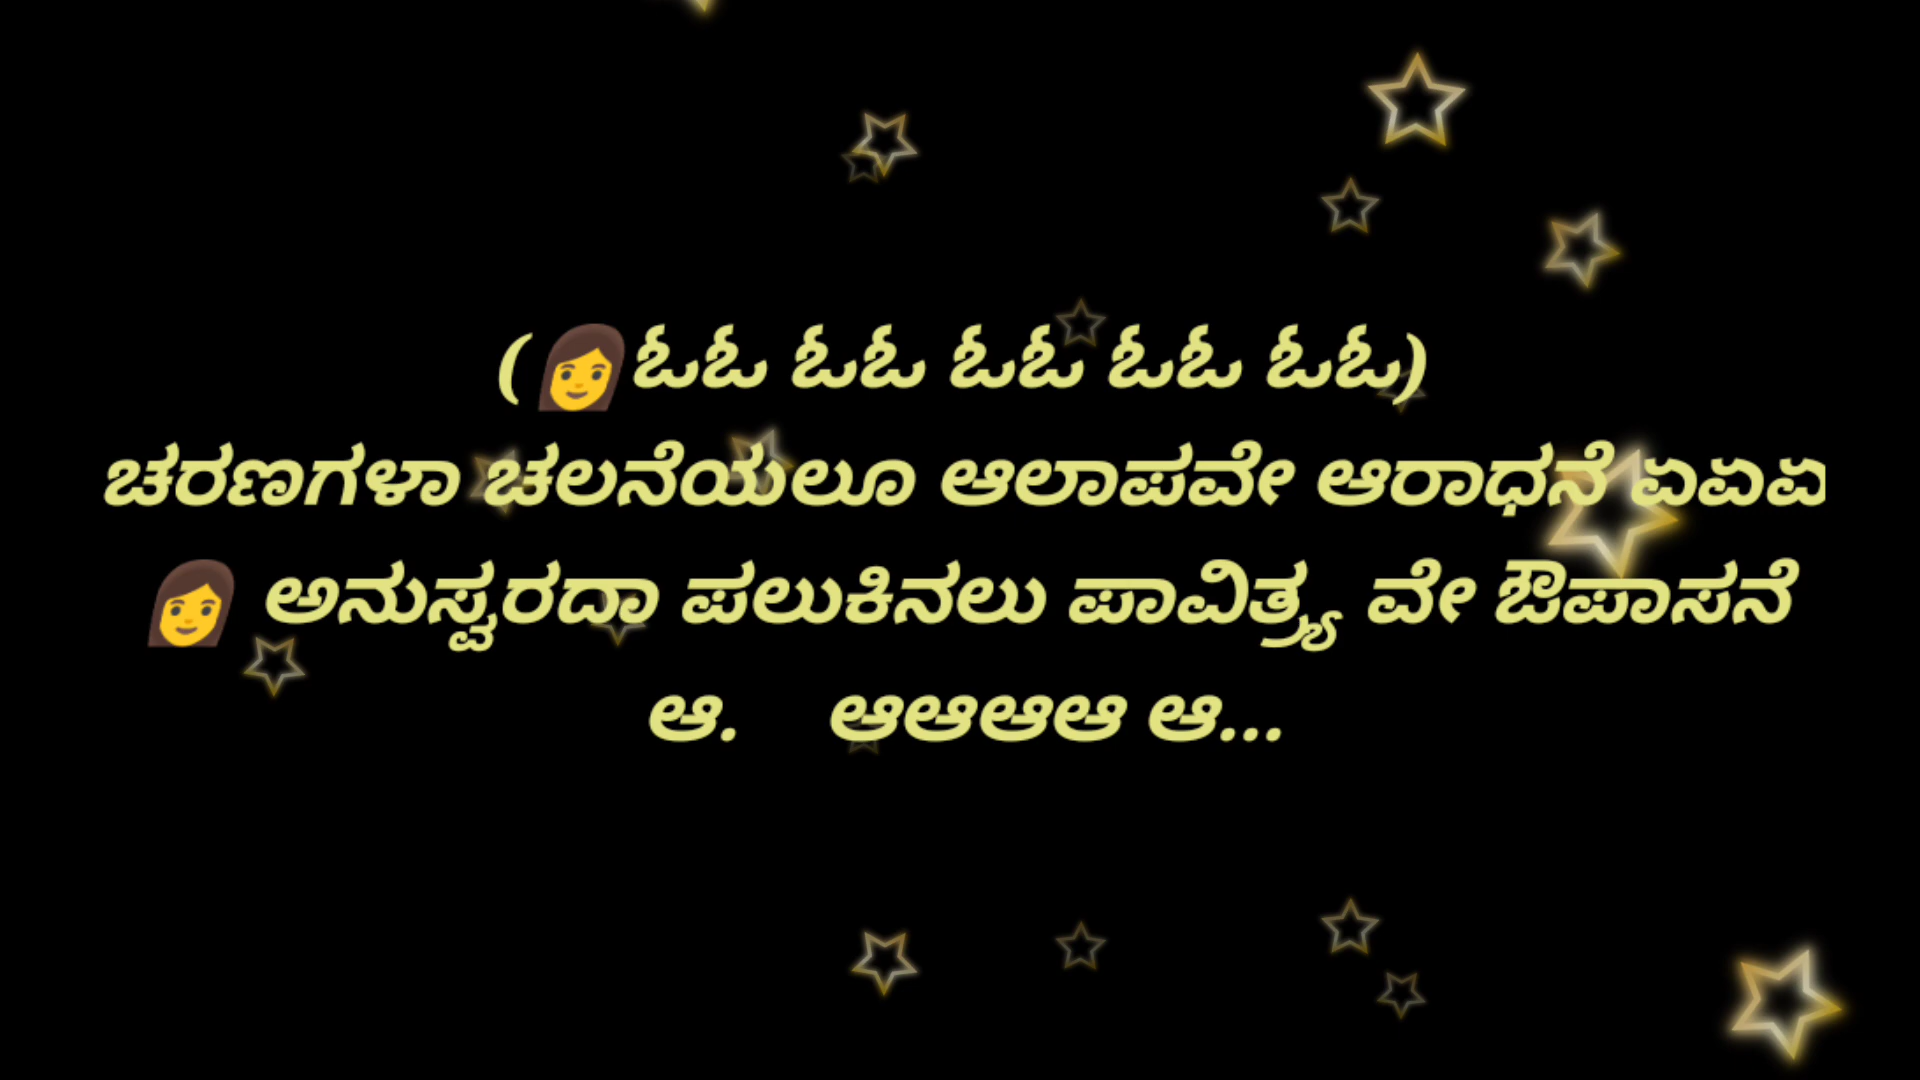 (👩ಓಓ ಓಓ ಓಓ ಓಓ ಓಓ)
ಚರಣಗಳಾ ಚಲನೆಯಲೂ ಆಲಾಪವೇ ಆರಾಧನೆ ಏಏಏ
👩 ಅನುಸ್ವರದಾ ಪಲುಕಿನಲು ಪಾವಿತ್ರ್ಯ ವೇ ಔಪಾಸನೆ
ಆ. ಆಆಆಆ ಆ...